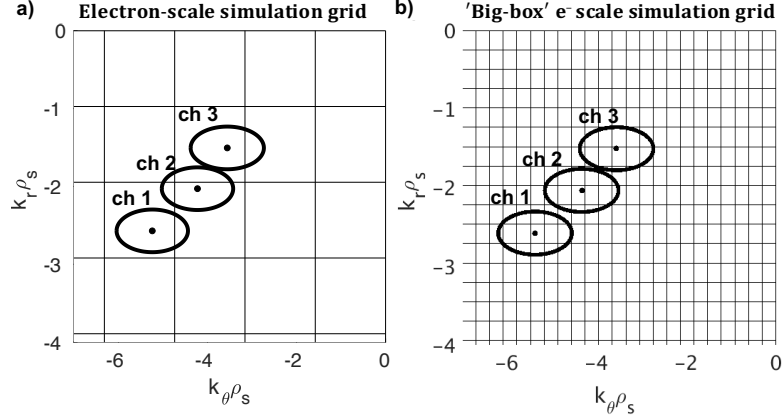 a) Electron-scale simulation grid
0
-1
-2
-3
-4
k_rρ_s
ch 3
ch 2
ch 1
-6 -4 -2 0
k_θρ_s
b) 'Big-box' e⁻ scale simulation grid
0
-1
-2
-3
-4
k_rρ_s
ch 3
ch 2
ch 1
-6 -4 -2 0
k_θρ_s